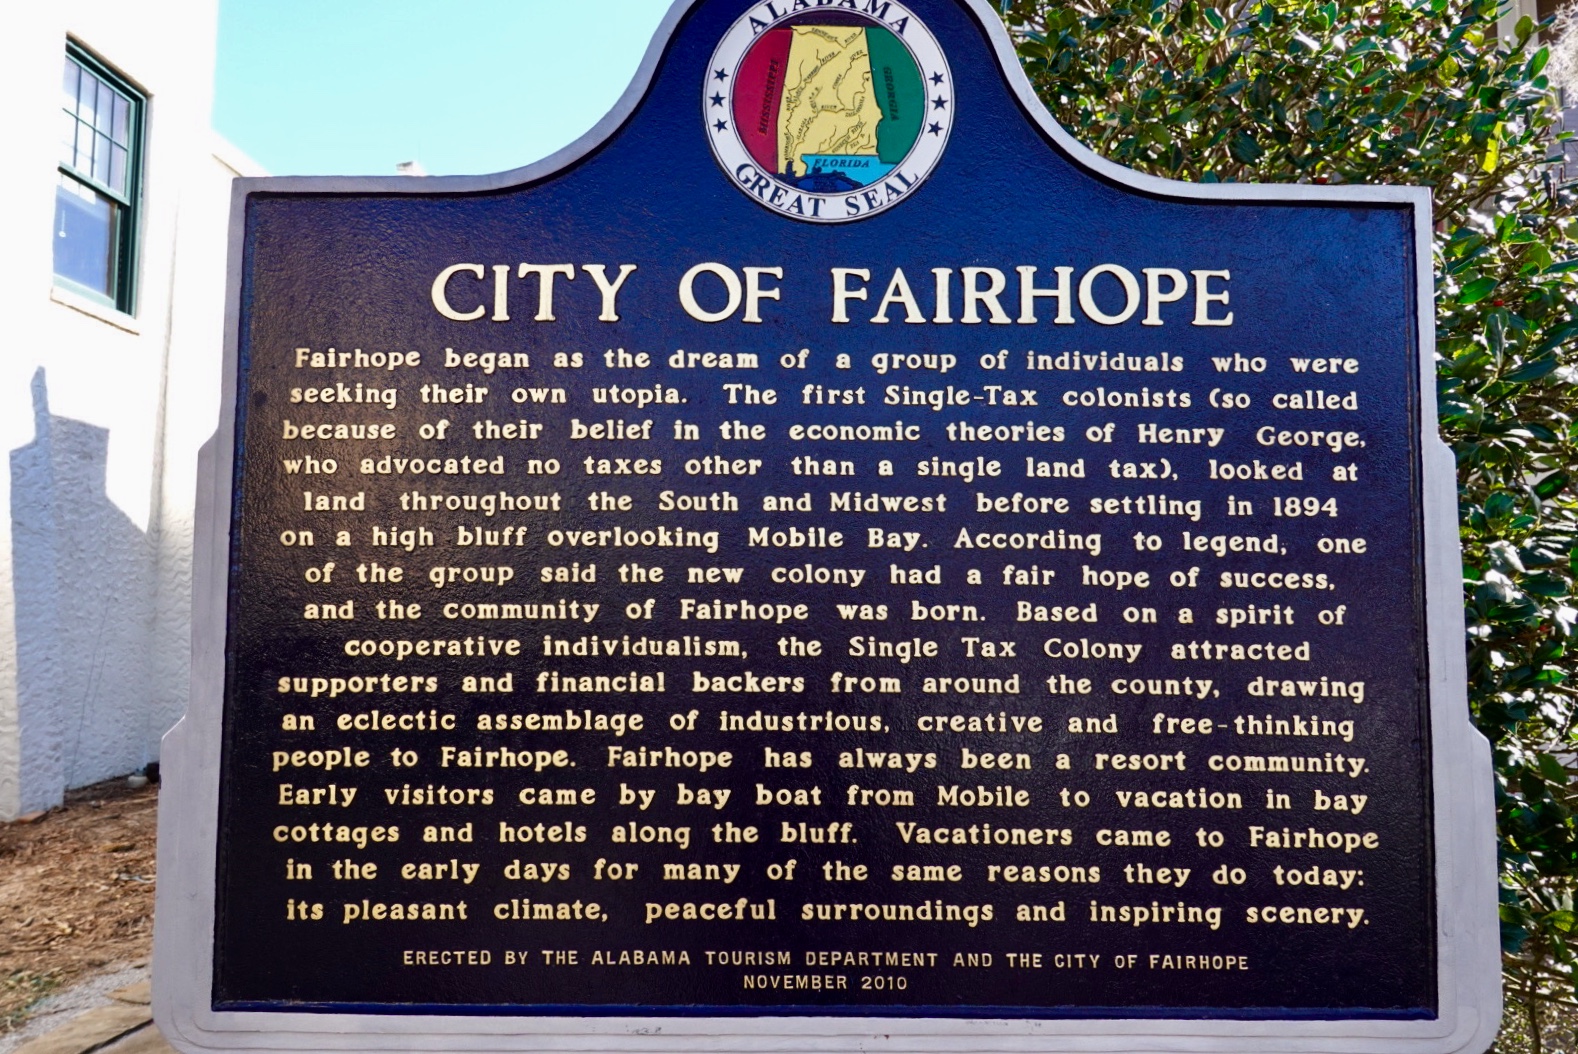 ALABAMA
MISSISSIPPI
GEORGIA
FLORIDA
GREAT SEAL
CITY OF FAIRHOPE
Fairhope began as the dream of a group of individuals who were
seeking their own utopia. The first Single-Tax colonists (so called
because of their belief in the economic theories of Henry George,
who advocated no taxes other than a single land tax), looked at
land throughout the South and Midwest before settling in 1894
on a high bluff overlooking Mobile Bay. According to legend, one
of the group said the new colony had a fair hope of success,
and the community of Fairhope was born. Based on a spirit of
cooperative individualism, the Single Tax Colony attracted
supporters and financial backers from around the county, drawing
an eclectic assemblage of industrious, creative and free-thinking
people to Fairhope. Fairhope has always been a resort community.
Early visitors came by bay boat from Mobile to vacation in bay
cottages and hotels along the bluff. Vacationers came to Fairhope
in the early days for many of the same reasons they do today:
its pleasant climate, peaceful surroundings and inspiring scenery.
ERECTED BY THE ALABAMA TOURISM DEPARTMENT AND THE CITY OF FAIRHOPE
NOVEMBER 2010